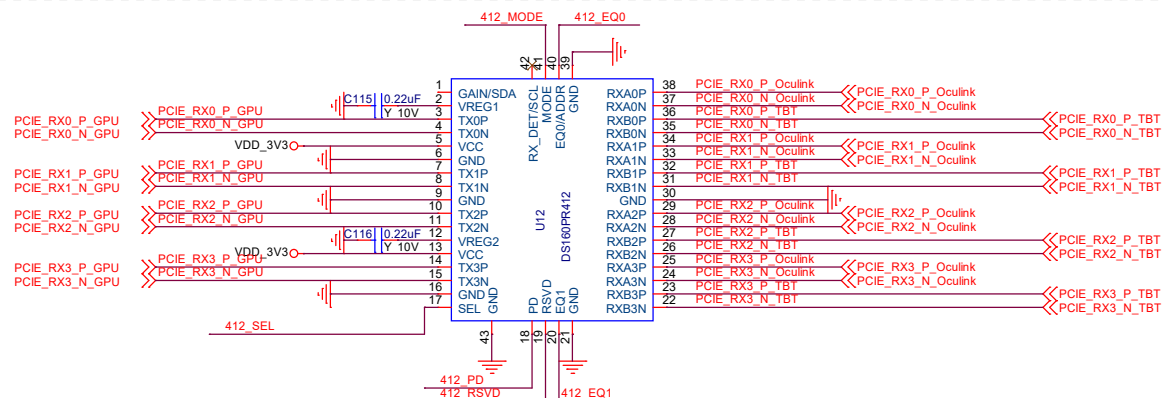 412_MODE 412_EQ0
42 41 40 39
RX_DET/SCL MODE EQ0/ADDR GND
1 GAIN/SDA RXA0P 38 PCIE_RX0_P_Oculink PCIE_RX0_P_Oculink
C115 0.22uF 2 VREG1 RXA0N 37 PCIE_RX0_N_Oculink PCIE_RX0_N_Oculink
Y 10V
PCIE_RX0_P_GPU PCIE_RX0_P_GPU 3 TX0P RXB0P 36 PCIE_RX0_P_TBT PCIE_RX0_P_TBT
PCIE_RX0_N_GPU PCIE_RX0_N_GPU 4 TX0N RXB0N 35 PCIE_RX0_N_TBT PCIE_RX0_N_TBT
VDD_3V3 5 VCC RXA1P 34 PCIE_RX1_P_Oculink PCIE_RX1_P_Oculink
6 GND RXA1N 33 PCIE_RX1_N_Oculink PCIE_RX1_N_Oculink
PCIE_RX1_P_GPU PCIE_RX1_P_GPU 7 TX1P RXB1P 32 PCIE_RX1_P_TBT PCIE_RX1_P_TBT
PCIE_RX1_N_GPU PCIE_RX1_N_GPU 8 TX1N RXB1N 31 PCIE_RX1_N_TBT PCIE_RX1_N_TBT
9 GND GND 30
PCIE_RX2_P_GPU PCIE_RX2_P_GPU 10 TX2P RXA2P 29 PCIE_RX2_P_Oculink PCIE_RX2_P_Oculink
PCIE_RX2_N_GPU PCIE_RX2_N_GPU 11 TX2N RXA2N 28 PCIE_RX2_N_Oculink PCIE_RX2_N_Oculink
C116 0.22uF 12 VREG2 RXB2P 27 PCIE_RX2_P_TBT PCIE_RX2_P_TBT
Y 10V
VDD_3V3 13 VCC RXB2N 26 PCIE_RX2_N_TBT PCIE_RX2_N_TBT
PCIE_RX3_P_GPU PCIE_RX3_P_GPU 14 TX3P RXA3P 25 PCIE_RX3_P_Oculink PCIE_RX3_P_Oculink
PCIE_RX3_N_GPU PCIE_RX3_N_GPU 15 TX3N RXA3N 24 PCIE_RX3_N_Oculink PCIE_RX3_N_Oculink
16 GND RXB3P 23 PCIE_RX3_P_TBT PCIE_RX3_P_TBT
17 SEL RXB3N 22 PCIE_RX3_N_TBT PCIE_RX3_N_TBT
U12
DS160PR412
GND PD RSVD EQ1 GND
43 18 19 20 21
412_SEL
412_PD
412_RSVD 412_EQ1